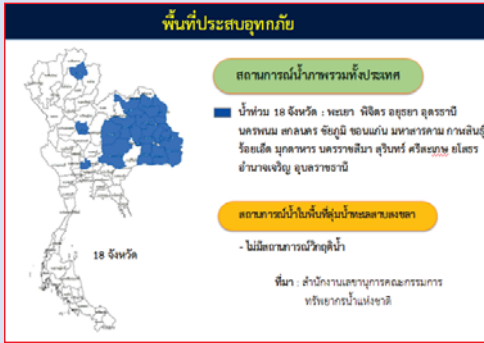 พื้นที่ประสบอุทกภัย
สถานการณ์น้ำภาพรวมทั้งประเทศ
น้ำท่วม 18 จังหวัด : พะเยา พิจิตร อยุธยา อุดรธานี
นครพนม สกลนคร ชัยภูมิ ขอนแก่น มหาสารคาม กาฬสินธุ์
ร้อยเอ็ด มุกดาหาร นครราชสีมา สุรินทร์ ศรีสะเกษ ยโสธร
อำนาจเจริญ อุบลราชธานี
สถานการณ์น้ำในพื้นที่ลุ่มน้ำทะเลสาบสงขลา
- ไม่มีสถานการณ์วิกฤติน้ำ
18 จังหวัด
ที่มา : สำนักงานเลขานุการคณะกรรมการ
ทรัพยากรน้ำแห่งชาติ